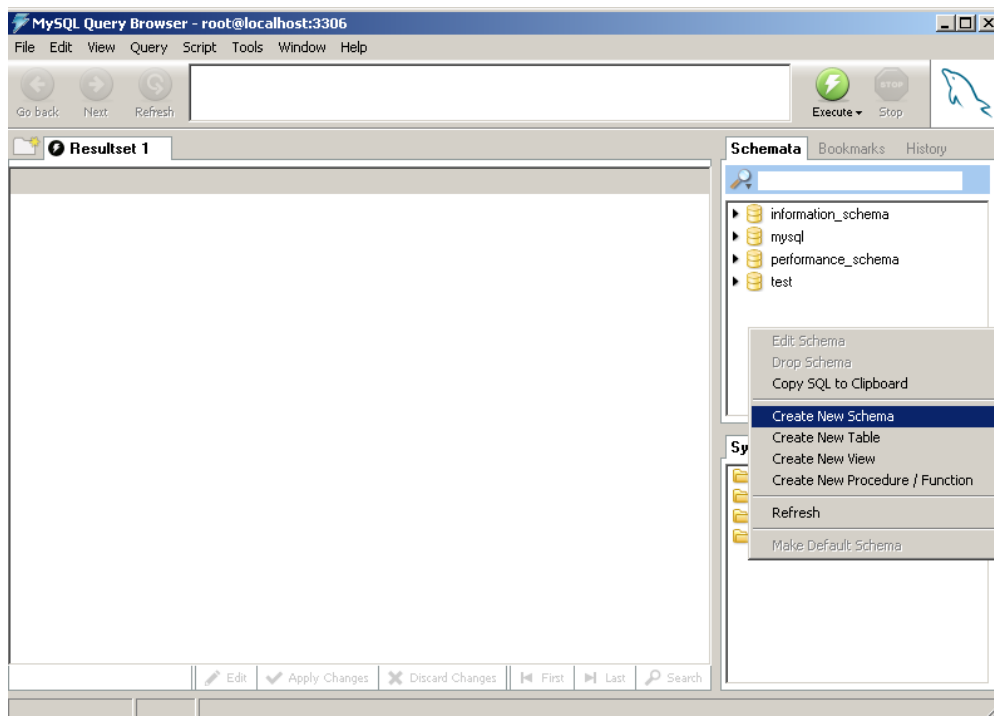 MySQL Query Browser - root@localhost:3306
File Edit View Query Script Tools Window Help
Go back Next Refresh Execute STOP Stop
Resultset 1
Schemata Bookmarks History
information_schema
mysql
performance_schema
test
Edit Schema
Drop Schema
Copy SQL to Clipboard
Create New Schema
Create New Table
Create New View
Create New Procedure / Function
Refresh
Make Default Schema
Sy
Edit Apply Changes Discard Changes First Last Search